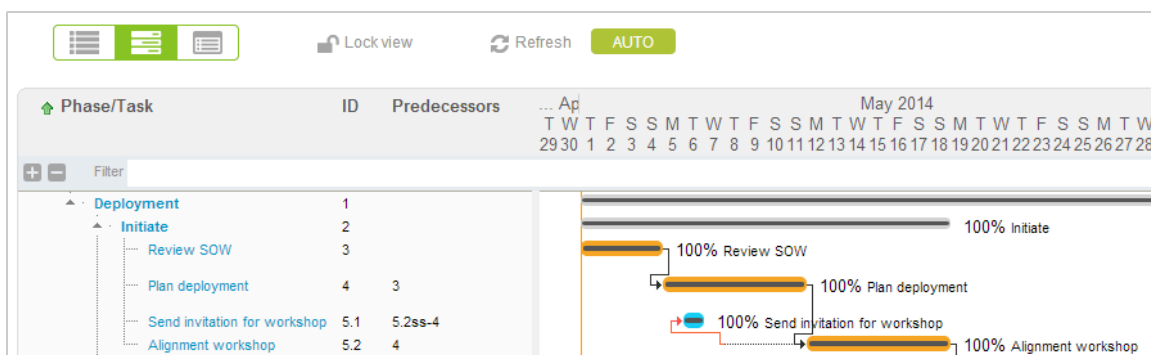 Lock view Refresh AUTO
Phase/Task ID Predecessors ... Ap May 2014
T W T F S S M T W T F S S M T W T F S S M T W T F S S M T W
29 30 1 2 3 4 5 6 7 8 9 10 11 12 13 14 15 16 17 18 19 20 21 22 23 24 25 26 27 28
Filter
Deployment 1
Initiate 2 100% Initiate
Review SOW 3 100% Review SOW
Plan deployment 4 3 100% Plan deployment
Send invitation for workshop 5.1 5.2ss-4 100% Send invitation for workshop
Alignment workshop 5.2 4 100% Alignment workshop